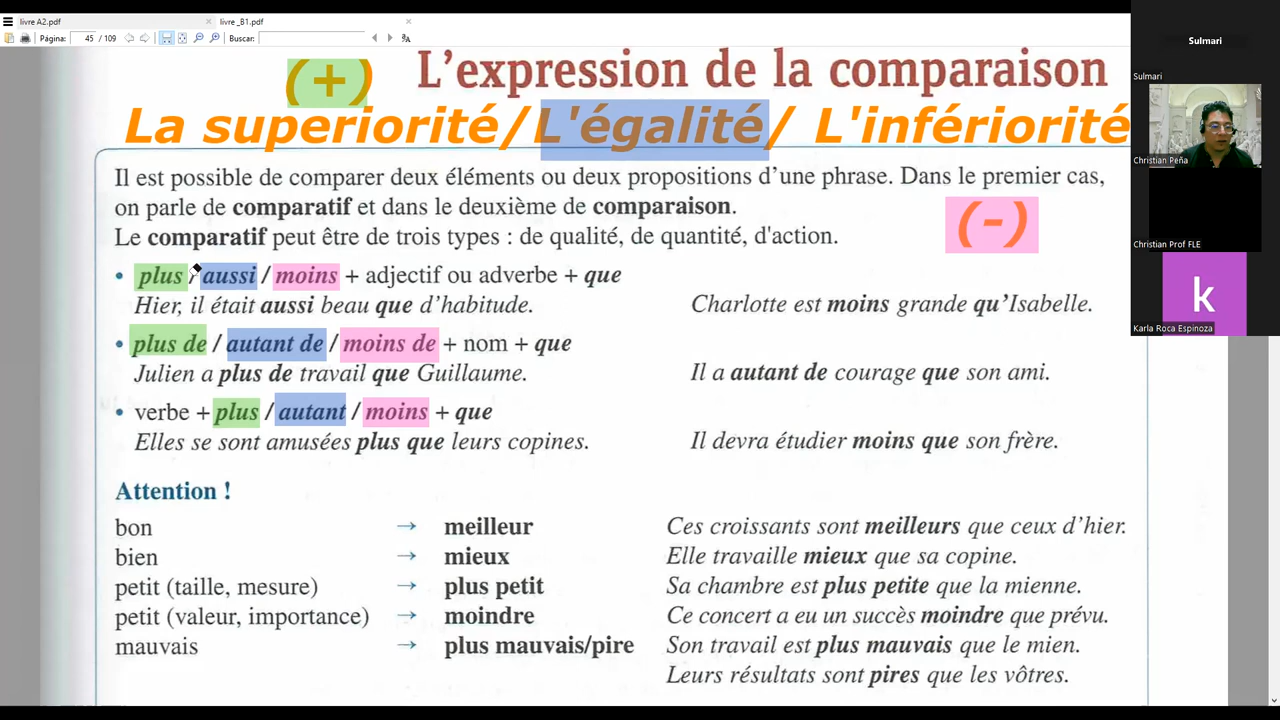 livre A2.pdf
livre _B1.pdf
Página: 45 / 109
Buscar:
(+)
L'expression de la comparaison
La superiorité/L'égalité/ L'infériorité
Il est possible de comparer deux éléments ou deux propositions d'une phrase. Dans le premier cas,
on parle de comparatif et dans le deuxième de comparaison.
(-)
Le comparatif peut être de trois types : de qualité, de quantité, d'action.
• plus / aussi / moins + adjectif ou adverbe + que
Hier, il était aussi beau que d'habitude.
Charlotte est moins grande qu'Isabelle.
• plus de / autant de / moins de + nom + que
Julien a plus de travail que Guillaume.
Il a autant de courage que son ami.
• verbe + plus / autant / moins + que
Elles se sont amusées plus que leurs copines.
Il devra étudier moins que son frère.
Attention !
bon → meilleur Ces croissants sont meilleurs que ceux d'hier.
bien → mieux Elle travaille mieux que sa copine.
petit (taille, mesure) → plus petit Sa chambre est plus petite que la mienne.
petit (valeur, importance) → moindre Ce concert a eu un succès moindre que prévu.
mauvais → plus mauvais/pire Son travail est plus mauvais que le mien.
Leurs résultats sont pires que les vôtres.
Sulmari
Sulmari
Christian Peña
Christian Prof FLE
k
Karla Roca Espinoza